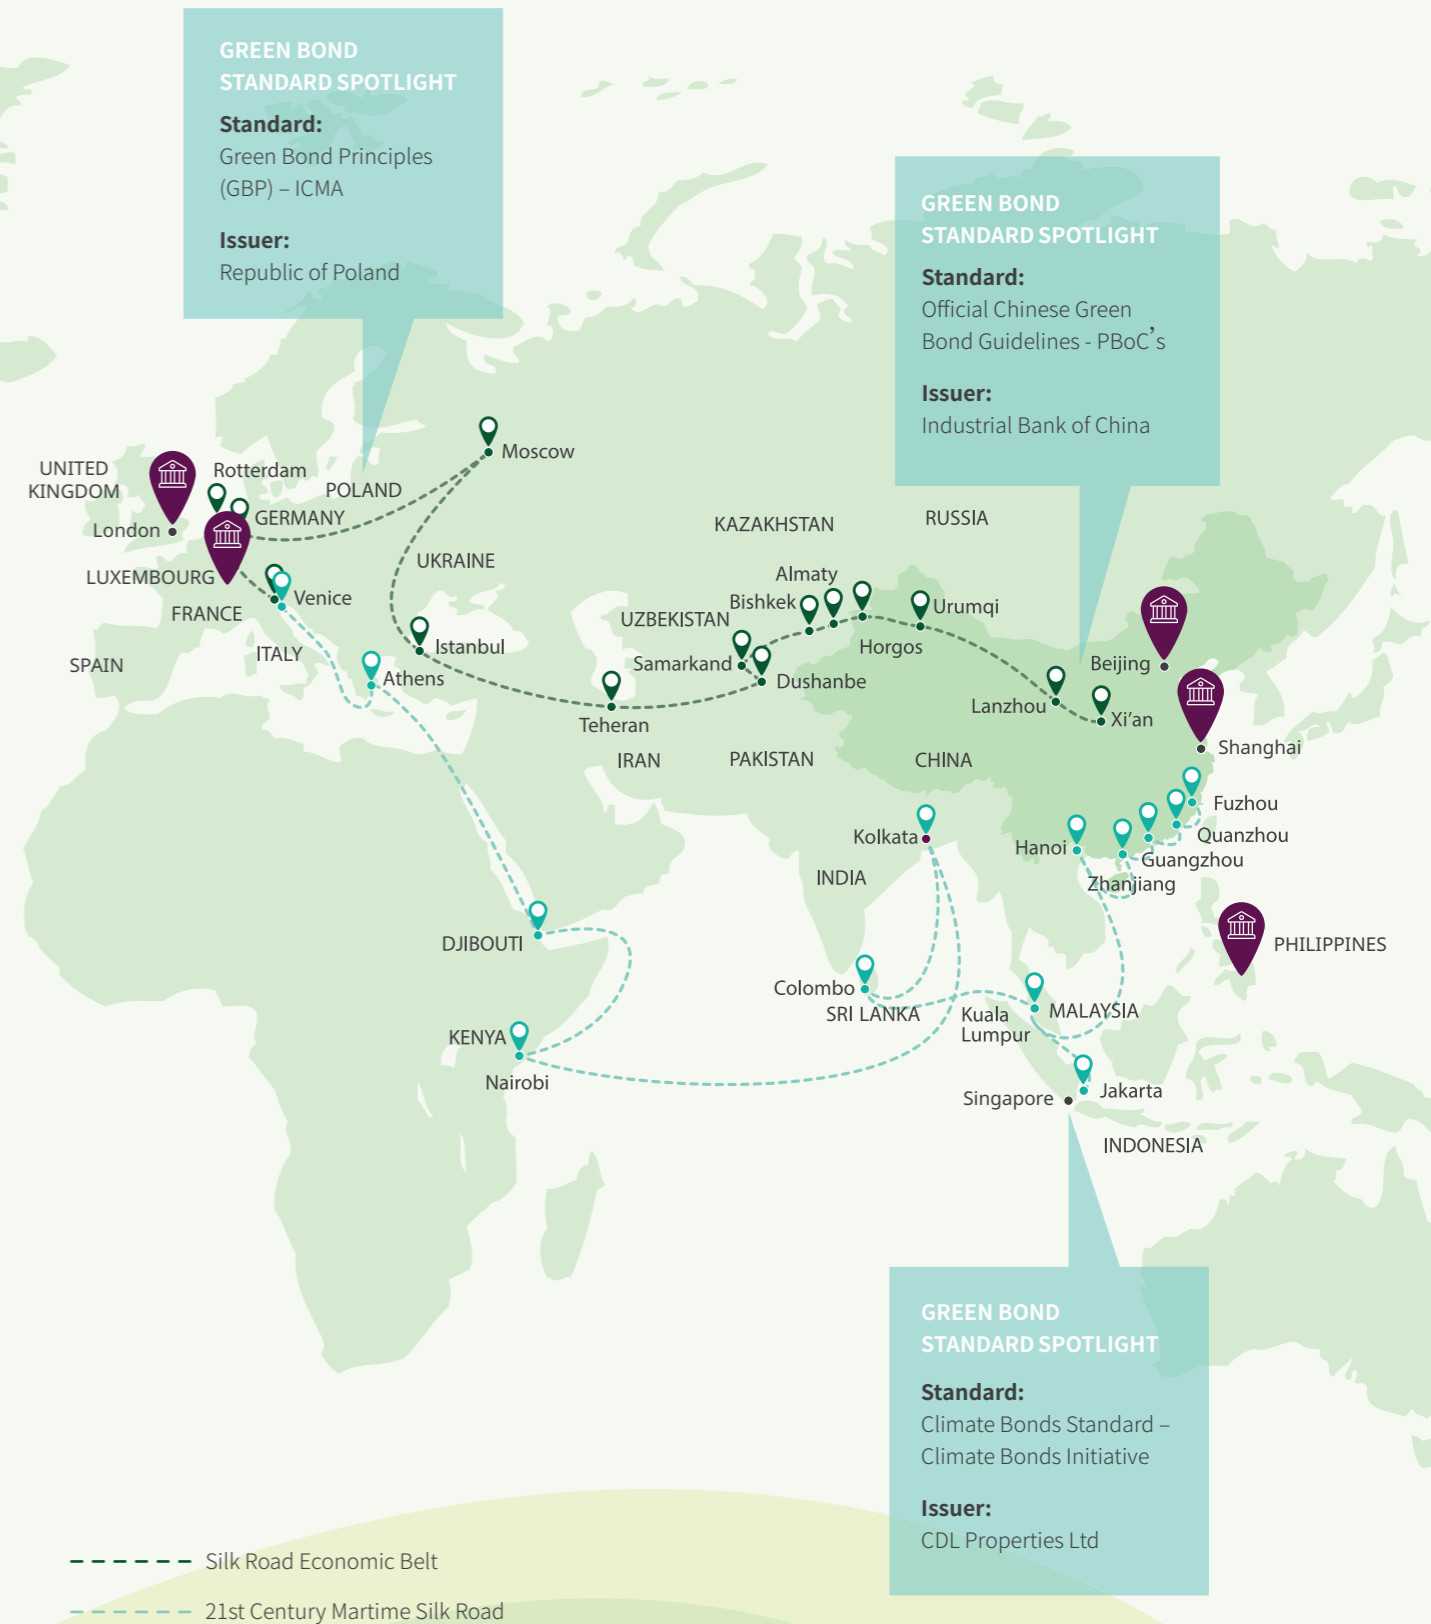 GREEN BOND
STANDARD SPOTLIGHT
Standard:
Green Bond Principles
(GBP) – ICMA
Issuer:
Republic of Poland
GREEN BOND
STANDARD SPOTLIGHT
Standard:
Official Chinese Green
Bond Guidelines - PBoC’s
Issuer:
Industrial Bank of China
Moscow
UNITED
KINGDOM
Rotterdam
POLAND
GERMANY
London
KAZAKHSTAN
RUSSIA
UKRAINE
LUXEMBOURG
Almaty
Venice
Bishkek
Urumqi
FRANCE
UZBEKISTAN
ITALY
Istanbul
Horgos
SPAIN
Samarkand
Beijing
Athens
Dushanbe
Lanzhou
Xi’an
Teheran
Shanghai
IRAN
PAKISTAN
CHINA
Fuzhou
Kolkata
Quanzhou
Hanoi
Guangzhou
INDIA
Zhanjiang
DJIBOUTI
PHILIPPINES
Colombo
SRI LANKA
Kuala
Lumpur
MALAYSIA
KENYA
Nairobi
Jakarta
Singapore
INDONESIA
GREEN BOND
STANDARD SPOTLIGHT
Standard:
Climate Bonds Standard –
Climate Bonds Initiative
Issuer:
CDL Properties Ltd
Silk Road Economic Belt
21st Century Martime Silk Road